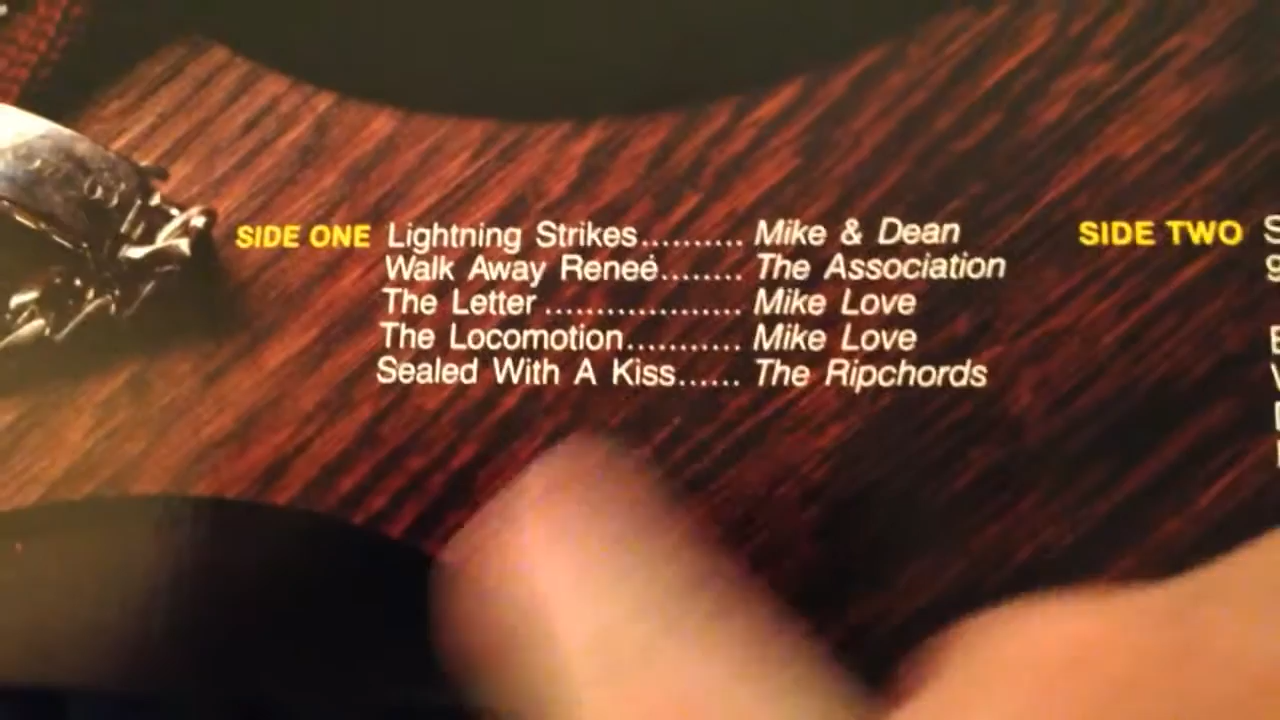 SIDE ONE Lightning Strikes.......... Mike & Dean
Walk Away Reneé........ The Association
The Letter ................... Mike Love
The Locomotion........... Mike Love
Sealed With A Kiss...... The Ripchords
SIDE TWO